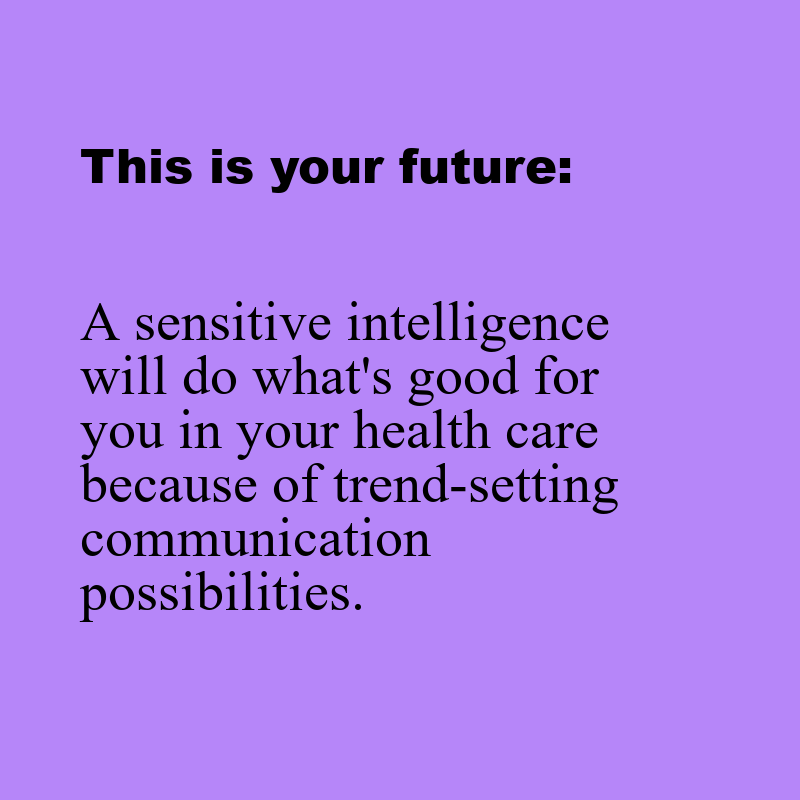 This is your future:
A sensitive intelligence
will do what's good for
you in your health care
because of trend-setting
communication
possibilities.